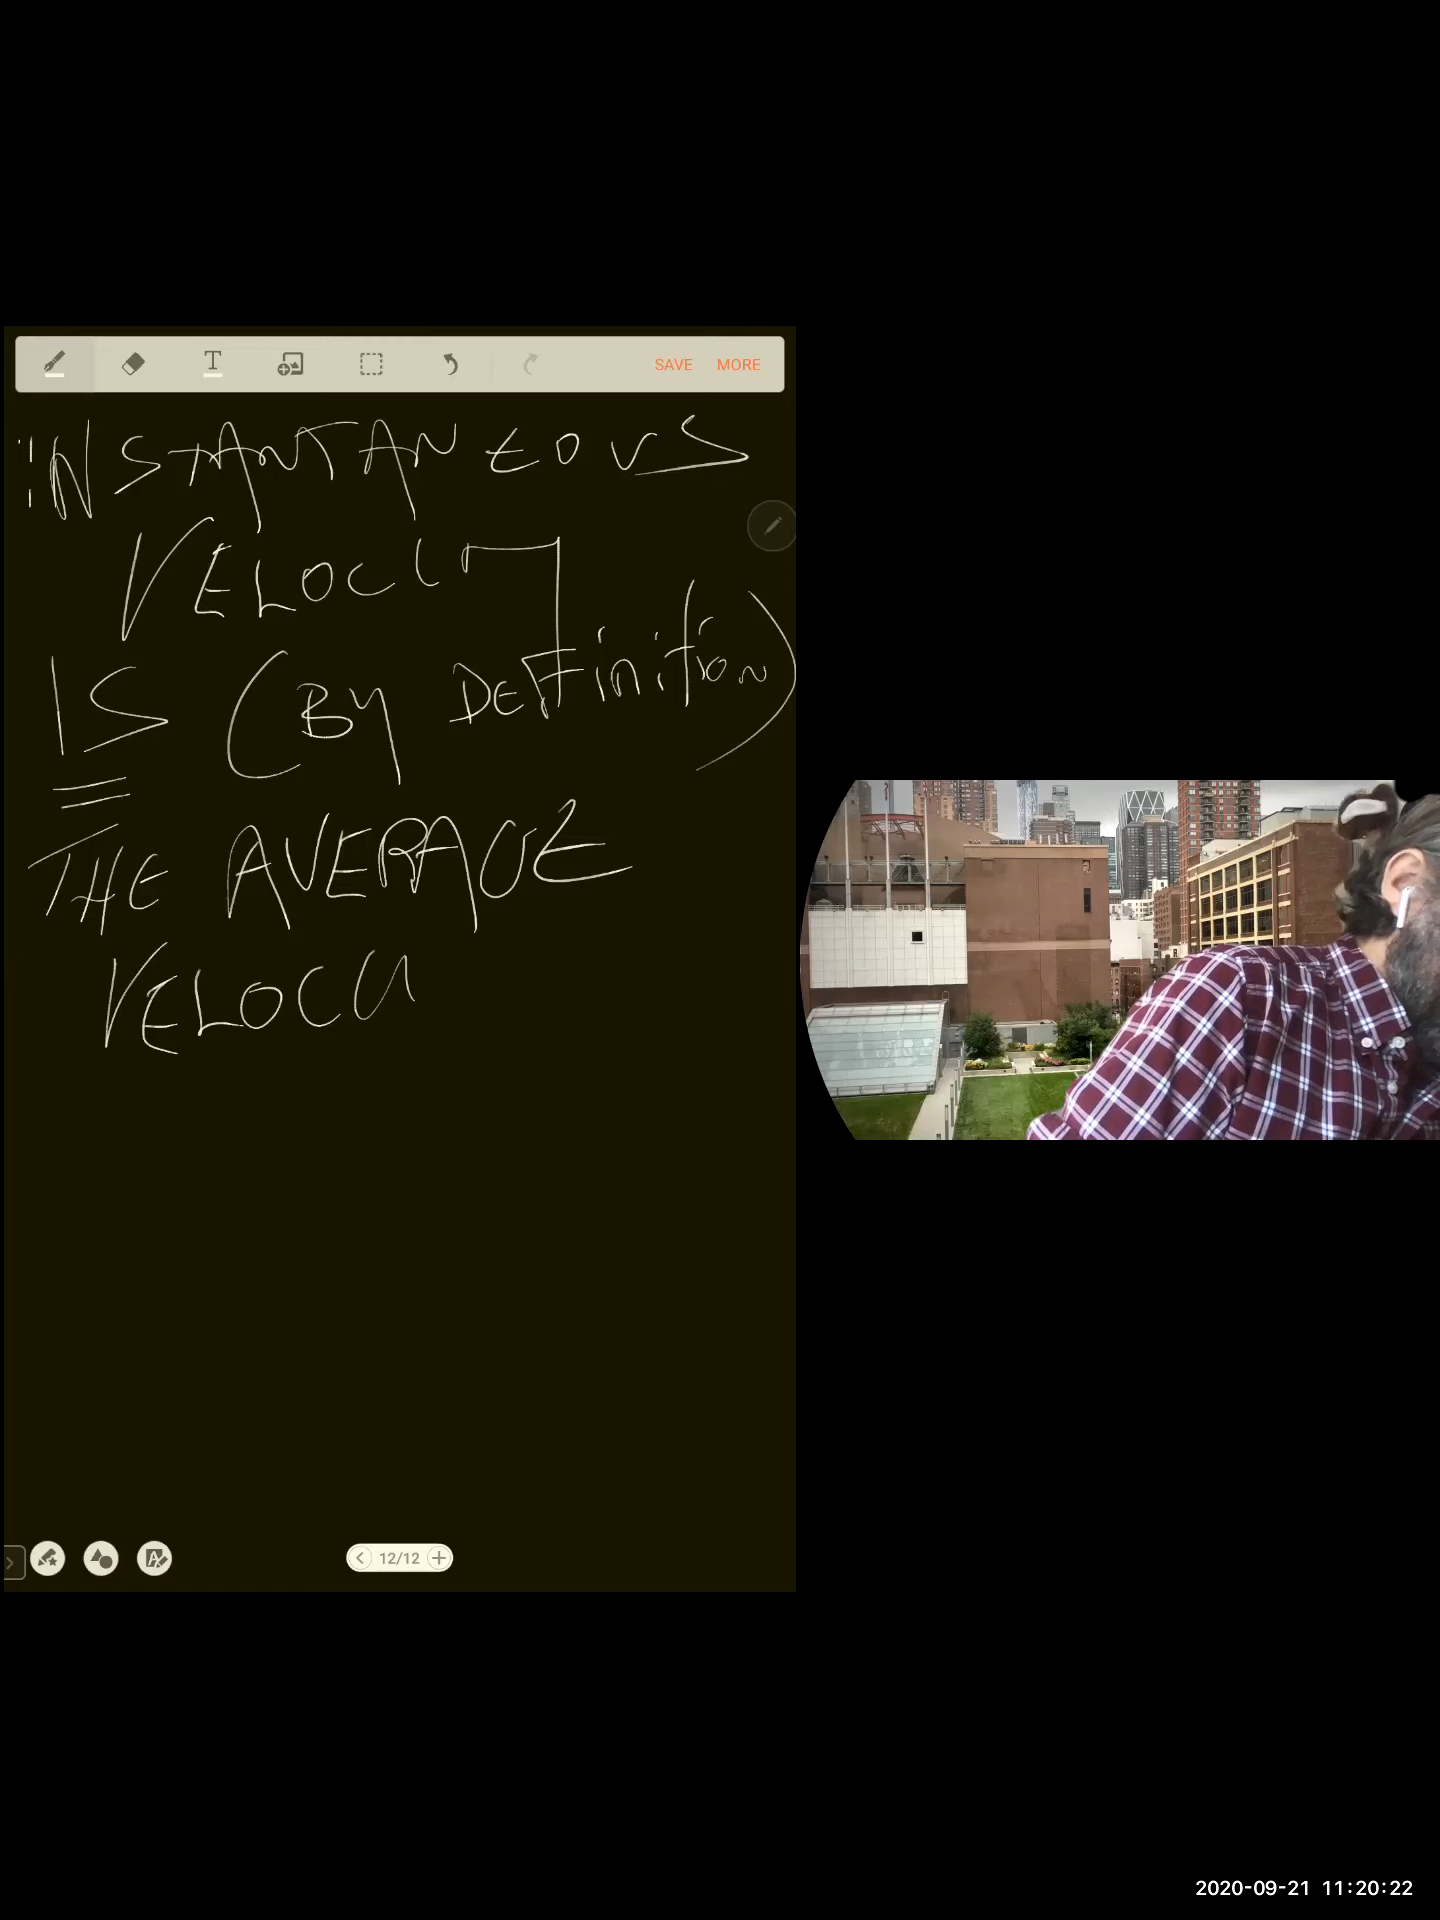 SAVE MORE
INSTANTANEOUS
VELOCITY
IS (BY DEFINITION)
THE AVERAGE
VELOCI
12/12
2020-09-21 11:20:22